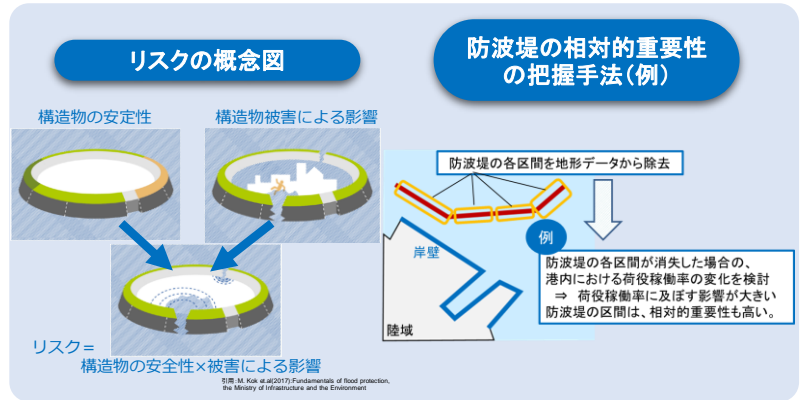 リスクの概念図
構造物の安定性
構造物被害による影響
リスク＝
構造物の安全性×被害による影響
引用：M. Kok et.al(2017):Fundamentals of flood protection,
the Ministry of Infrastructure and the Environment
防波堤の相対的重要性
の把握手法（例）
防波堤の各区間を地形データから除去
例
岸壁
陸域
防波堤の各区間が消失した場合の、
港内における荷役稼働率の変化を検討
⇒ 荷役稼働率に及ぼす影響が大きい
防波堤の区間は、相対的重要性も高い。